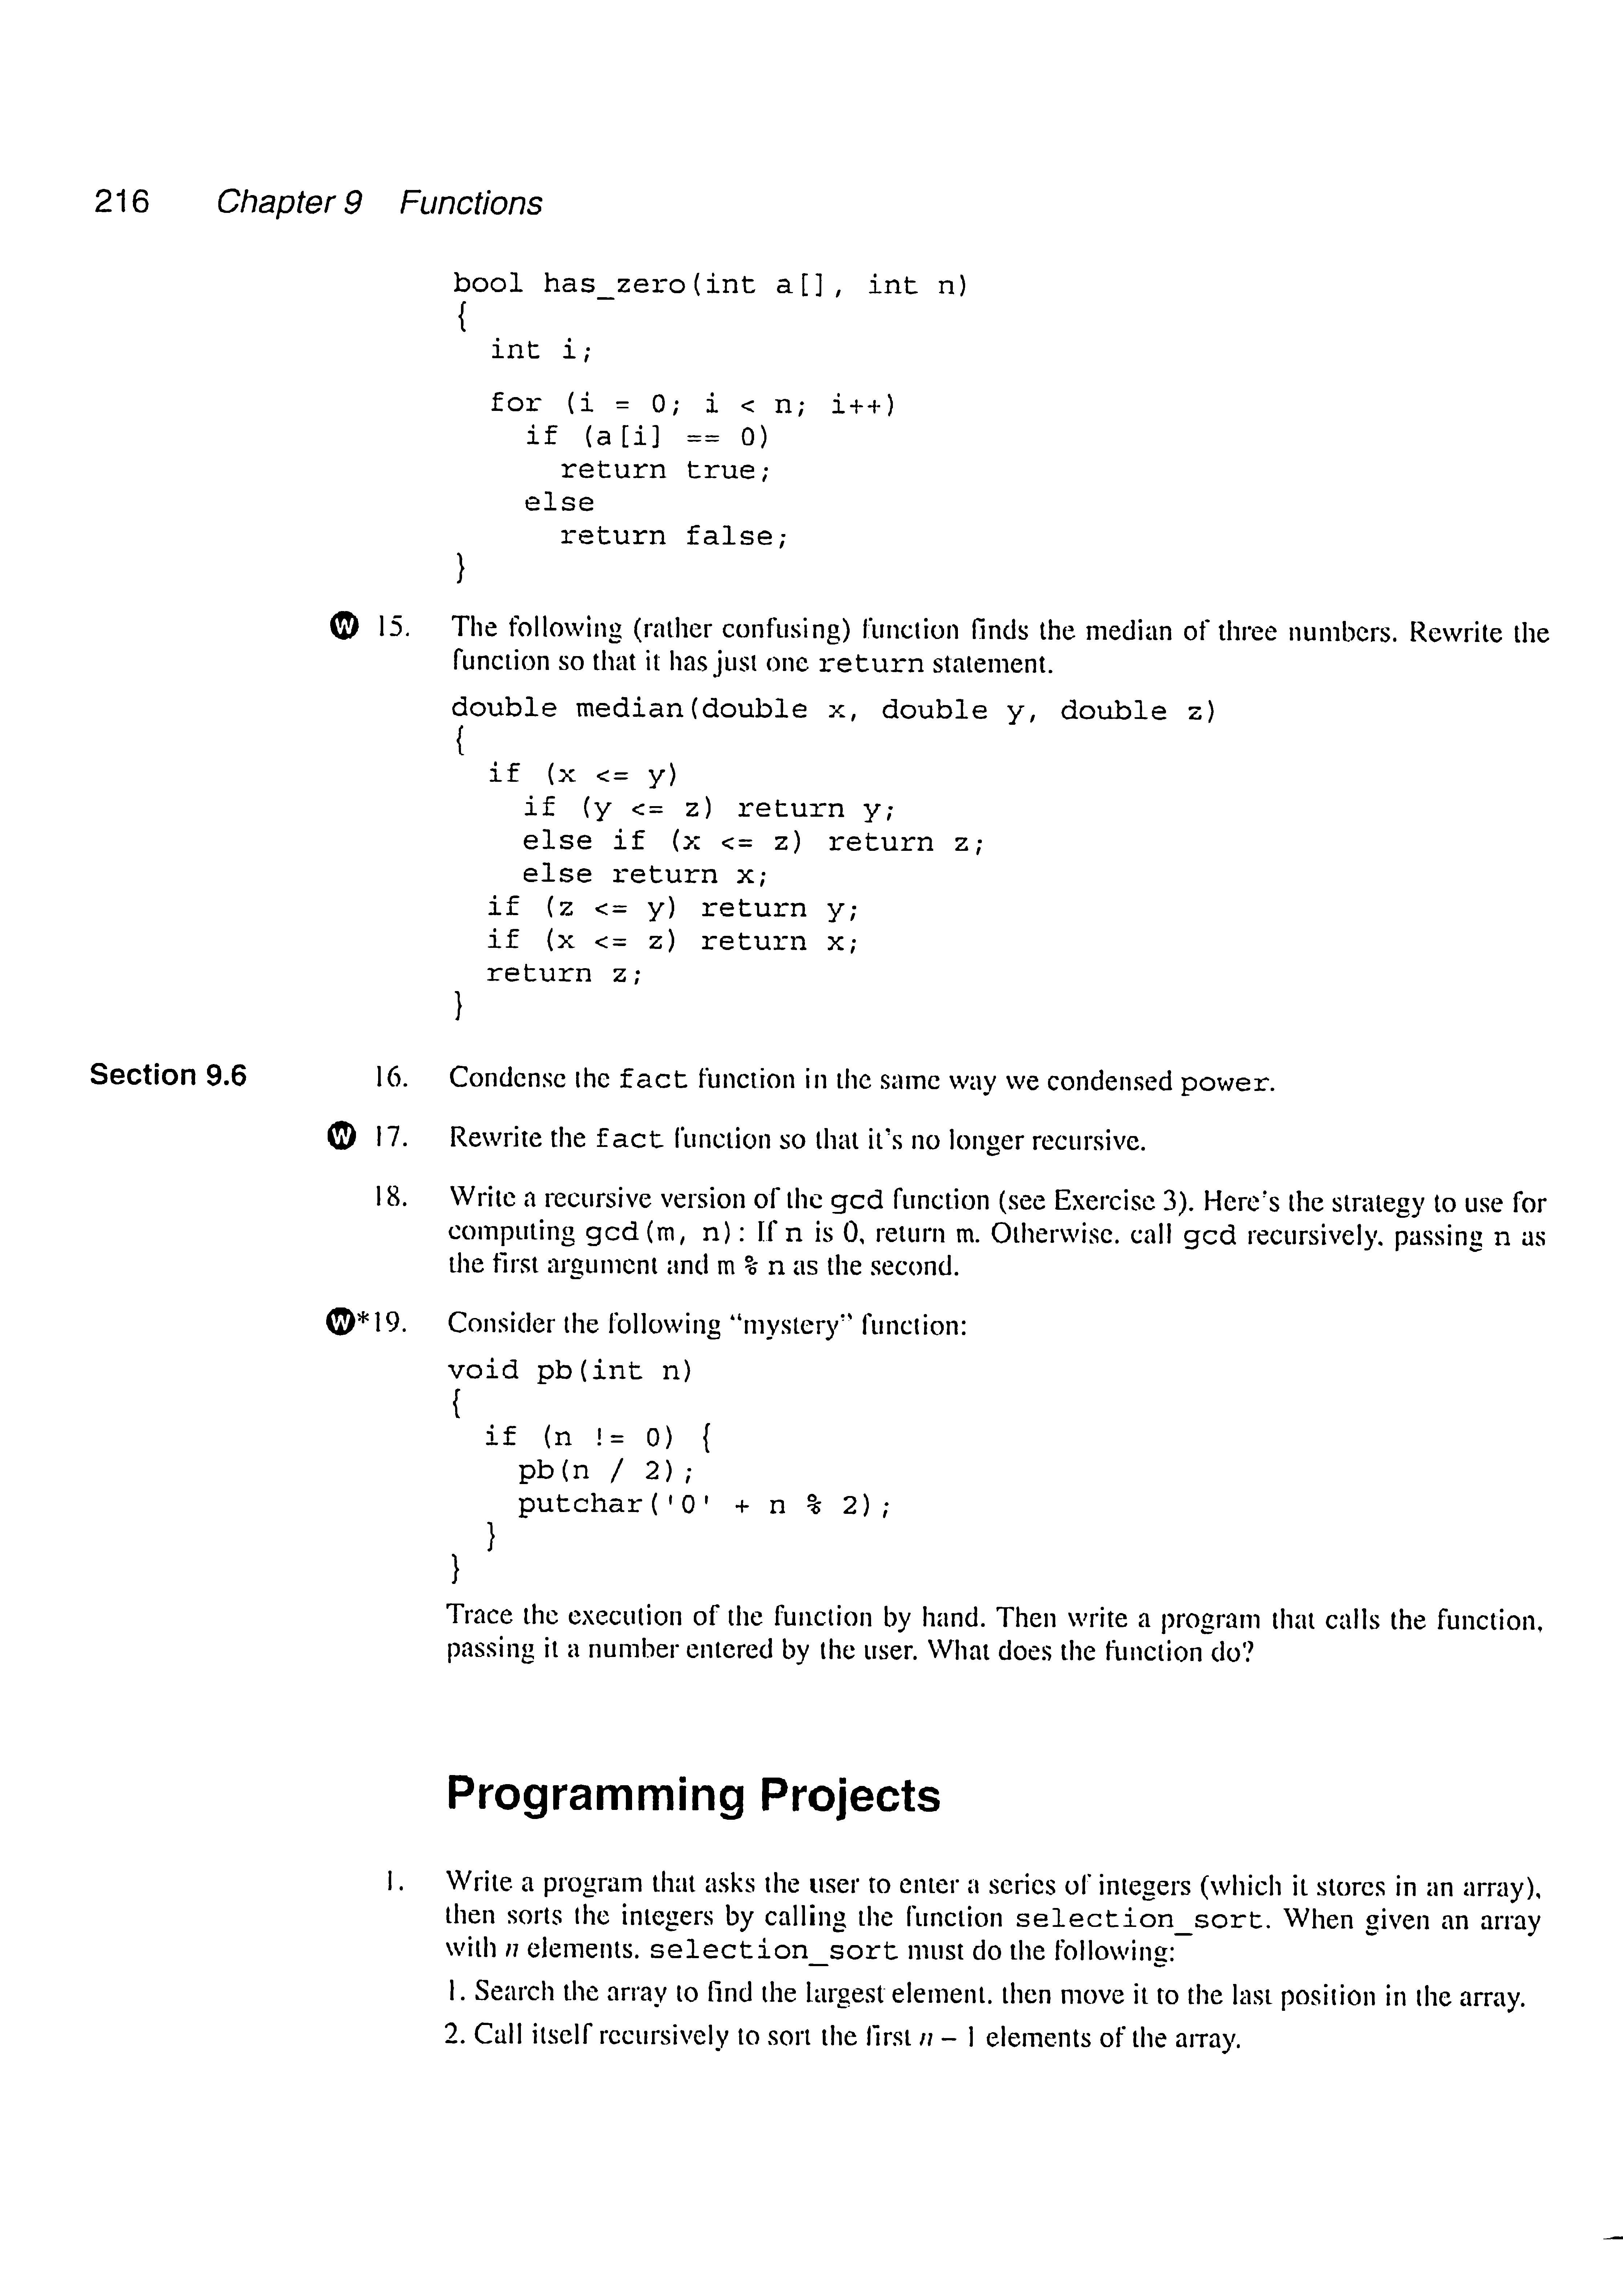 216 Chapter 9 Functions
bool has_zero(int a[], int n)
{
int i;
for (i = 0; i < n; i++)
if (a[i] == 0)
return true;
else
return false;
}
W 15. The following (rather confusing) function finds the median of three numbers. Rewrite the
function so that it has just one return statement.
double median(double x, double y, double z)
{
if (x <= y)
if (y <= z) return y;
else if (x <= z) return z;
else return x;
if (z <= y) return y;
if (x <= z) return x;
return z;
}
Section 9.6 16. Condense the fact function in the same way we condensed power.
W 17. Rewrite the fact function so that it's no longer recursive.
18. Write a recursive version of the gcd function (see Exercise 3). Here's the strategy to use for
computing gcd(m, n): If n is 0, return m. Otherwise, call gcd recursively, passing n as
the first argument and m % n as the second.
W *19. Consider the following "mystery" function:
void pb(int n)
{
if (n != 0) {
pb(n / 2);
putchar('0' + n % 2);
}
}
Trace the execution of the function by hand. Then write a program that calls the function,
passing it a number entered by the user. What does the function do?
Programming Projects
1. Write a program that asks the user to enter a series of integers (which it stores in an array),
then sorts the integers by calling the function selection_sort. When given an array
with n elements, selection_sort must do the following:
1. Search the array to find the largest element, then move it to the last position in the array.
2. Call itself recursively to sort the first n – 1 elements of the array.